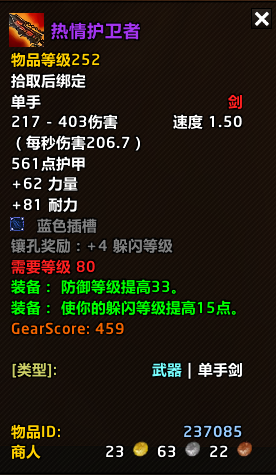 热情护卫者
物品等级252
拾取后绑定
单手 剑
217 - 403伤害 速度 1.50
（每秒伤害206.7）
561点护甲
+62 力量
+81 耐力
蓝色插槽
镶孔奖励：+4 躲闪等级
需要等级 80
装备： 防御等级提高33。
装备： 使你的躲闪等级提高15点。
GearScore: 459
[类型]: 武器 | 单手剑
物品ID: 237085
商人 23 63 22